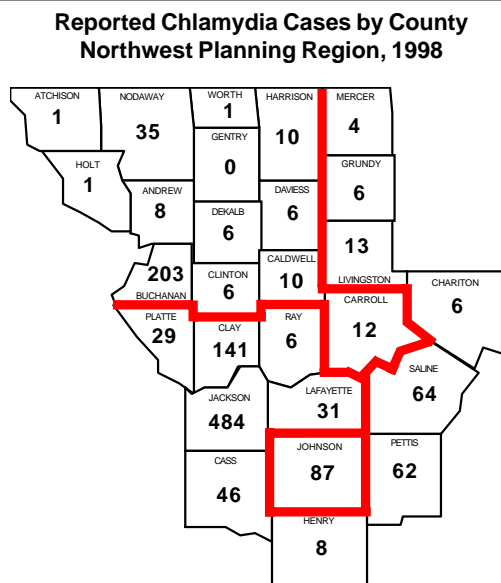 Reported Chlamydia Cases by County
Northwest Planning Region, 1998
ATCHISON
1
NODAWAY
35
WORTH
1
HARRISON
10
MERCER
4
GENTRY
0
HOLT
1
ANDREW
8
GRUNDY
6
DEKALB
6
DAVIESS
6
13
LIVINGSTON
203
BUCHANAN
CLINTON
6
CALDWELL
10
CARROLL
12
CHARITON
6
PLATTE
29
CLAY
141
RAY
6
JACKSON
484
LAFAYETTE
31
SALINE
64
CASS
46
JOHNSON
87
PETTIS
62
HENRY
8